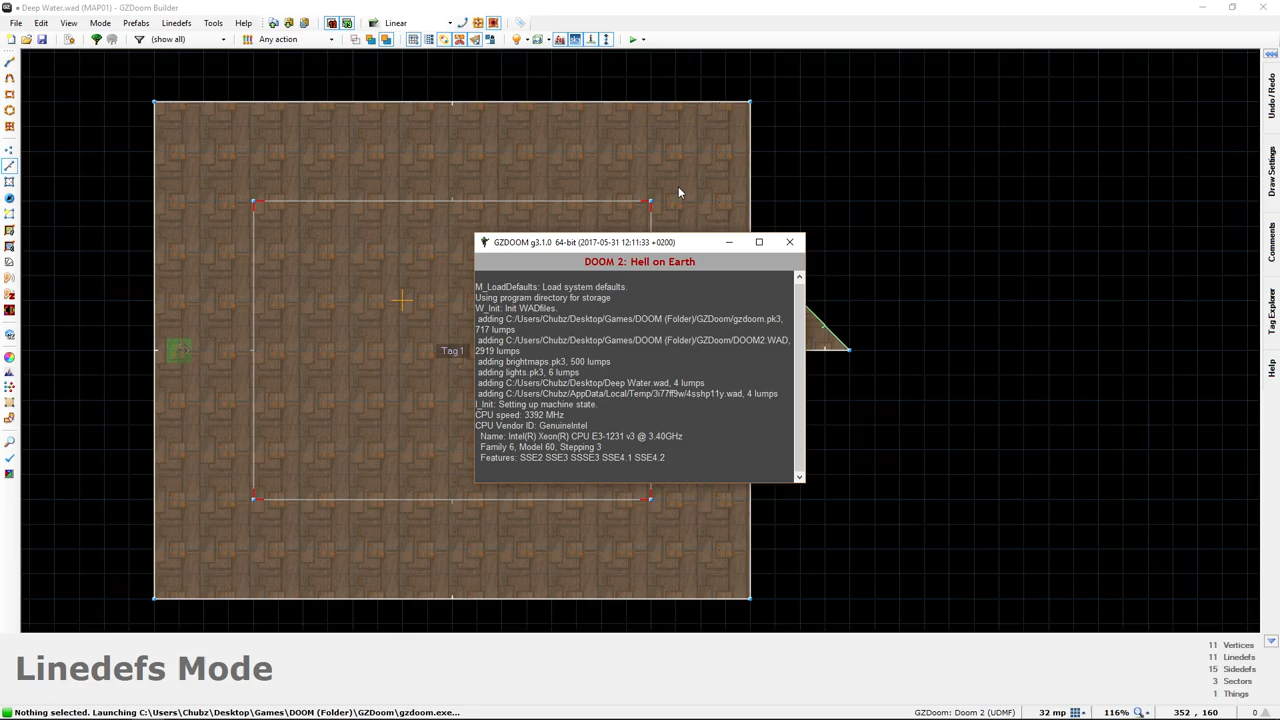 • Deep Water.wad (MAP01) - GZDoom Builder
File Edit View Mode Prefabs Linedefs Tools Help
Linear
(show all)
Any action
Undo / Redo
Draw Settings
Comments
Tag Explorer
Help
Tag 1
GZDOOM g3.1.0 64-bit (2017-05-31 12:11:33 +0200)
DOOM 2: Hell on Earth
M_LoadDefaults: Load system defaults.
Using program directory for storage
W_Init: Init WADfiles.
adding C:/Users/Chubz/Desktop/Games/DOOM (Folder)/GZDoom/gzdoom.pk3,
717 lumps
adding C:/Users/Chubz/Desktop/Games/DOOM (Folder)/GZDoom/DOOM2.WAD,
2919 lumps
adding brightmaps.pk3, 500 lumps
adding lights.pk3, 6 lumps
adding C:/Users/Chubz/Desktop/Deep Water.wad, 4 lumps
adding C:/Users/Chubz/AppData/Local/Temp/3i77ff9w/4sshp11y.wad, 4 lumps
I_Init: Setting up machine state.
CPU speed: 3392 MHz
CPU Vendor ID: GenuineIntel
Name: Intel(R) Xeon(R) CPU E3-1231 v3 @ 3.40GHz
Family 6, Model 60, Stepping 3
Features: SSE2 SSE3 SSSE3 SSE4.1 SSE4.2
Linedefs Mode
11 Vertices
11 Linedefs
15 Sidedefs
3 Sectors
1 Things
Nothing selected. Launching C:\Users\Chubz\Desktop\Games\DOOM (Folder)\GZDoom\gzdoom.exe...
GZDoom: Doom 2 (UDMF) 32 mp 116% 352 , 160 0